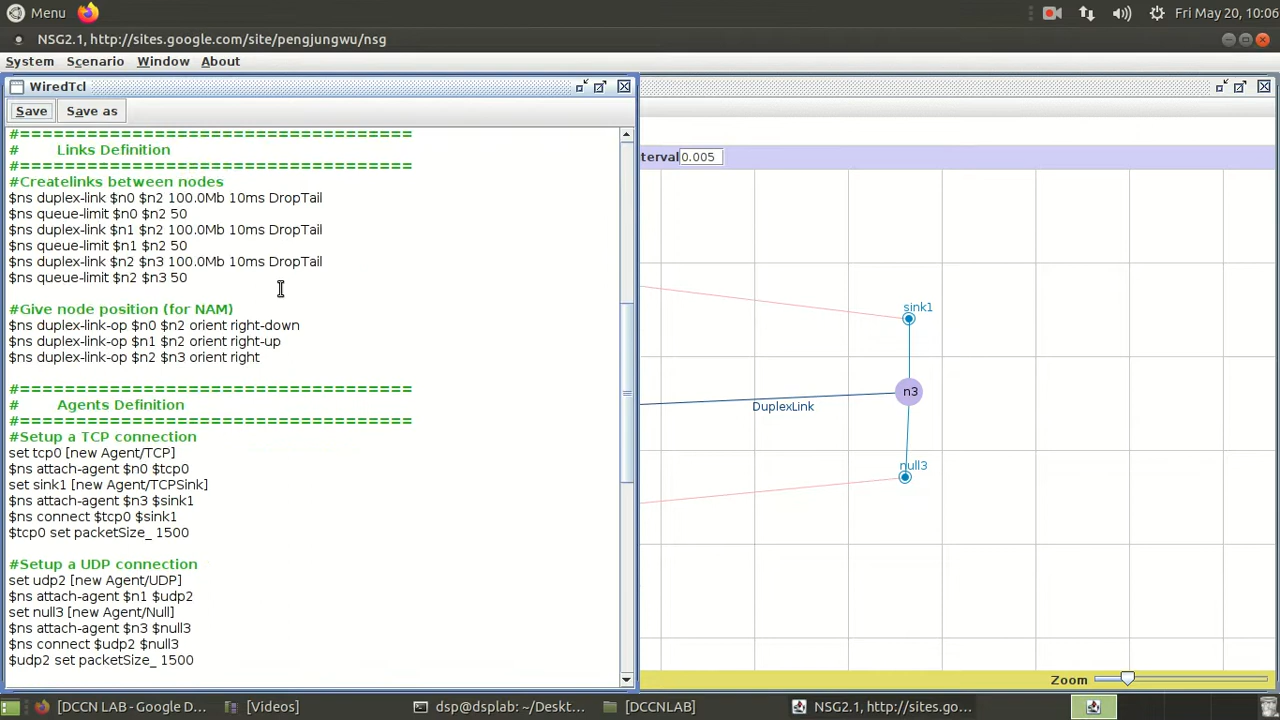 Menu
Fri May 20, 10:06
NSG2.1, http://sites.google.com/site/pengjungwu/nsg
System Scenario Window About
WiredTcl
Save Save as
#===================================
#        Links Definition
#===================================
#Createlinks between nodes
$ns duplex-link $n0 $n2 100.0Mb 10ms DropTail
$ns queue-limit $n0 $n2 50
$ns duplex-link $n1 $n2 100.0Mb 10ms DropTail
$ns queue-limit $n1 $n2 50
$ns duplex-link $n2 $n3 100.0Mb 10ms DropTail
$ns queue-limit $n2 $n3 50
#Give node position (for NAM)
$ns duplex-link-op $n0 $n2 orient right-down
$ns duplex-link-op $n1 $n2 orient right-up
$ns duplex-link-op $n2 $n3 orient right
#===================================
#        Agents Definition
#===================================
#Setup a TCP connection
set tcp0 [new Agent/TCP]
$ns attach-agent $n0 $tcp0
set sink1 [new Agent/TCPSink]
$ns attach-agent $n3 $sink1
$ns connect $tcp0 $sink1
$tcp0 set packetSize_ 1500
#Setup a UDP connection
set udp2 [new Agent/UDP]
$ns attach-agent $n1 $udp2
set null3 [new Agent/Null]
$ns attach-agent $n3 $null3
$ns connect $udp2 $null3
$udp2 set packetSize_ 1500
terval 0.005
sink1
n3
DuplexLink
null3
Zoom
[DCCN LAB - Google D... [Videos] dsp@dsplab: ~/Deskt... [DCCNLAB] NSG2.1, http://sites.go...